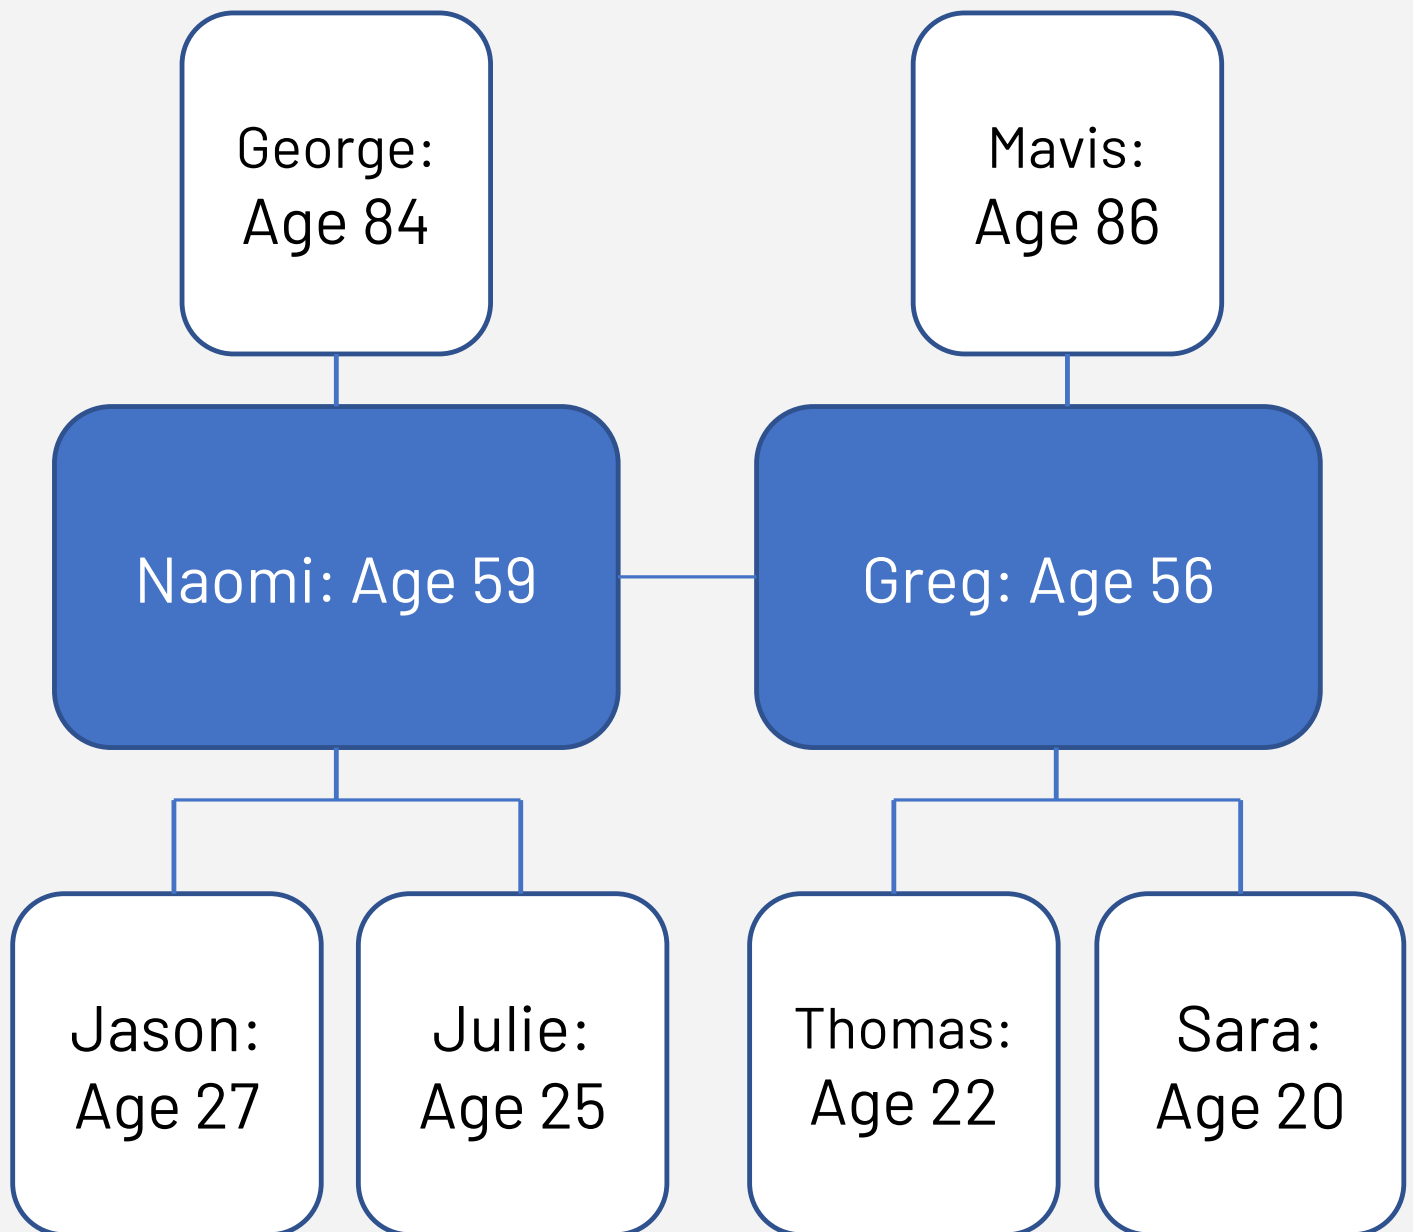 George:
Age 84
Mavis:
Age 86
Naomi: Age 59
Greg: Age 56
Jason:
Age 27
Julie:
Age 25
Thomas:
Age 22
Sara:
Age 20